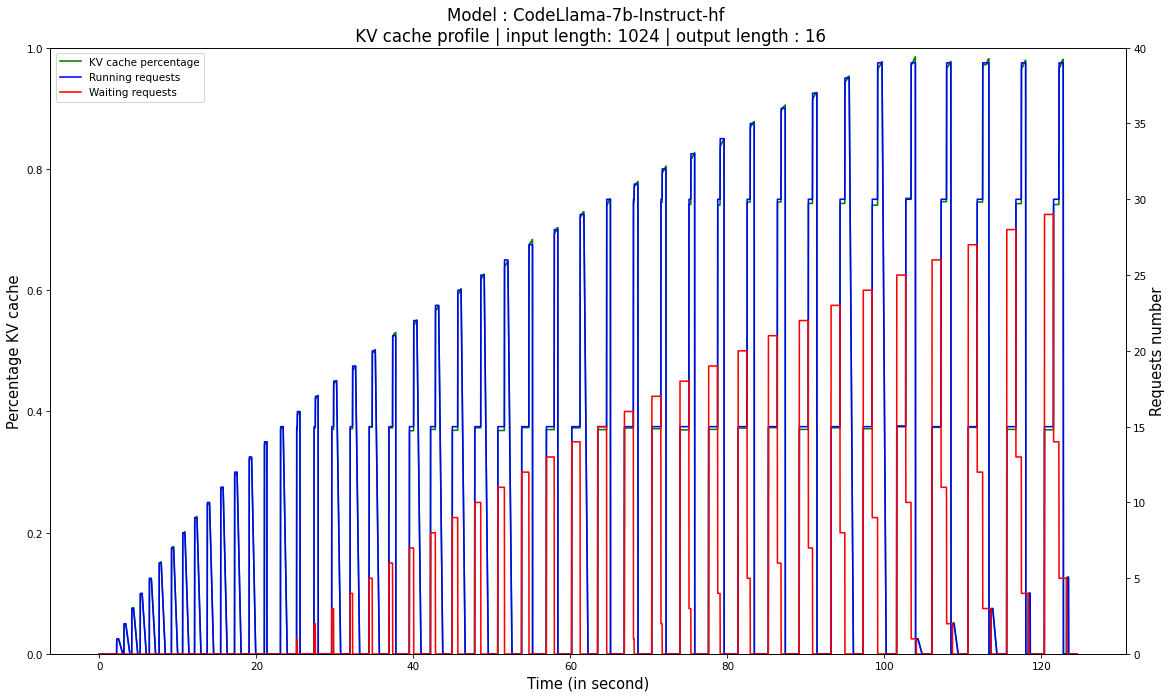 Model : CodeLlama-7b-Instruct-hf
KV cache profile | input length: 1024 | output length : 16
KV cache percentage
Running requests
Waiting requests
Percentage KV cache
1.0
0.8
0.6
0.4
0.2
0.0
40
35
30
25
20
15
10
5
0
Requests number
0 20 40 60 80 100 120
Time (in second)